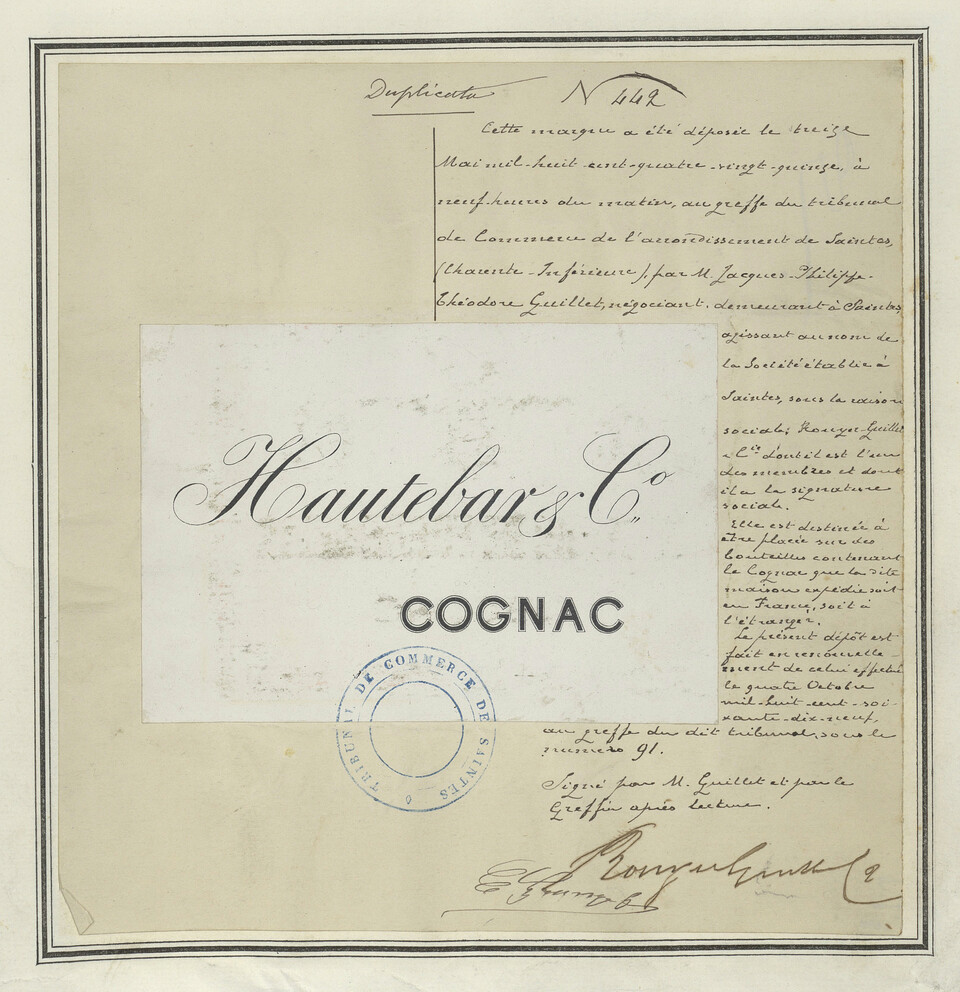 Duplicata
N 442
Cette marque a été déposée le treize
Mai mil-huit-cent-quatre-vingt-quinze, à
neuf heures du matin, au greffe du tribunal
de Commerce de l'arrondissement de Saintes,
(Charente-Inférieure), par M. Jacques-Philippe-
Théodore Guillet, négociant, demeurant à Saintes,
agissant au nom de
la Société établie à
Saintes, sous la raison
sociale; Rouyer-Guillet
& Cie dont il est l'un
des membres et dont
il a la signature
sociale.
Elle est destinée à
être placée sur des
bouteilles contenant
le Cognac que la dite
maison expédie soit
en France, soit à
l'étranger.
Le présent dépôt est
fait en renouvelle-
ment de celui effectué
le quatre Octobre
mil-huit-cent-soi-
xante-dix-neuf,
au greffe du dit tribunal, sous le
numéro 91.
Signé par M. Guillet et par le
Greffier après lecture.
Hautebar & Co.
COGNAC
TRIBUNAL DE COMMERCE DE SAINTES
Rouyer Guillet Co